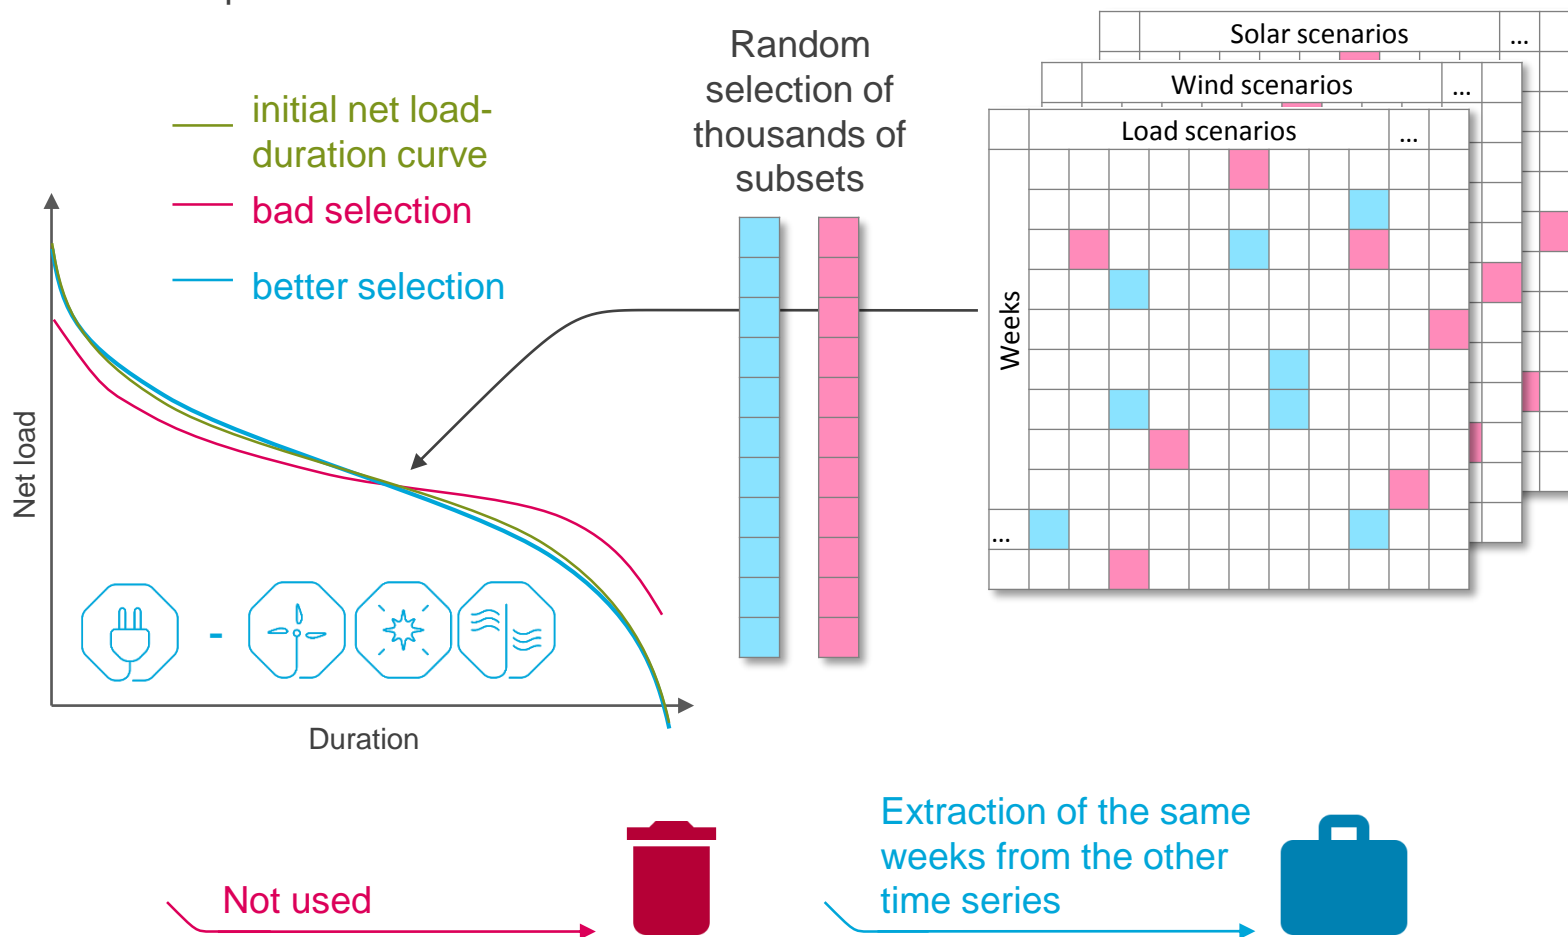 initial net load-
duration curve
bad selection
better selection
Net load
Duration
-
Random
selection of
thousands of
subsets
Solar scenarios
...
Wind scenarios
...
Load scenarios
...
Weeks
...
Not used
Extraction of the same
weeks from the other
time series